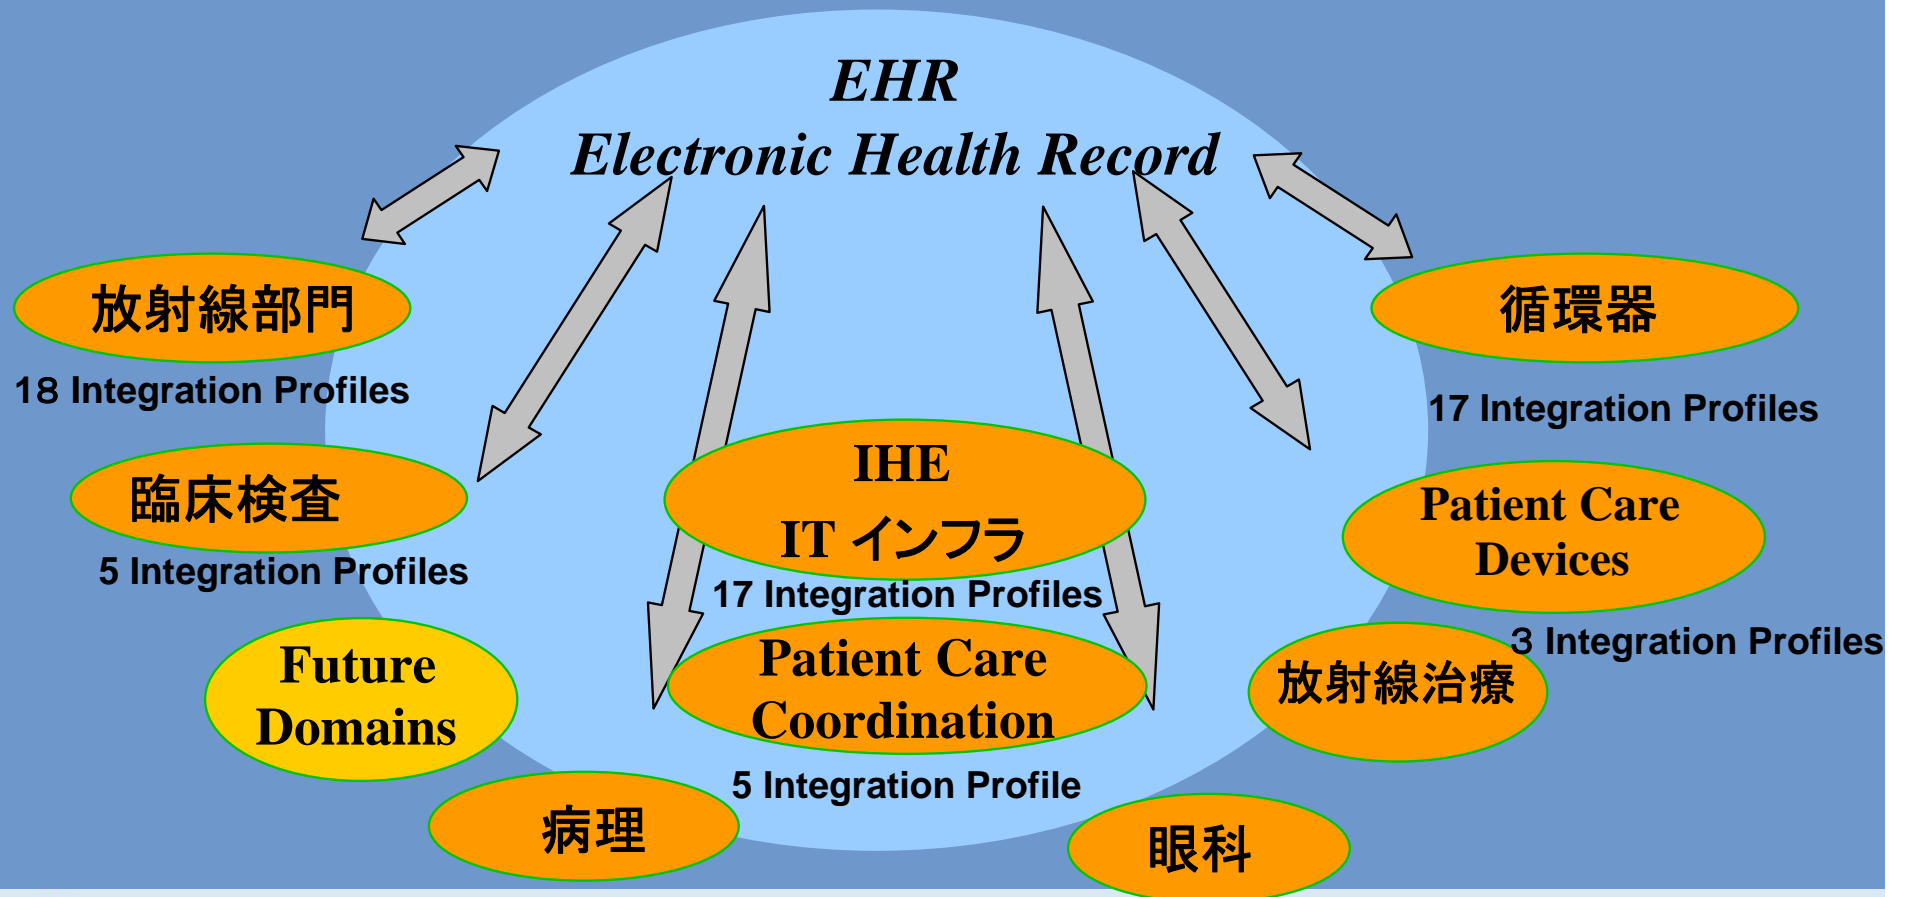 EHR
Electronic Health Record
放射線部門
18 Integration Profiles
循環器
17 Integration Profiles
臨床検査
5 Integration Profiles
IHE
IT インフラ
17 Integration Profiles
Patient Care
Devices
3 Integration Profiles
Future
Domains
Patient Care
Coordination
5 Integration Profile
放射線治療
病理
眼科